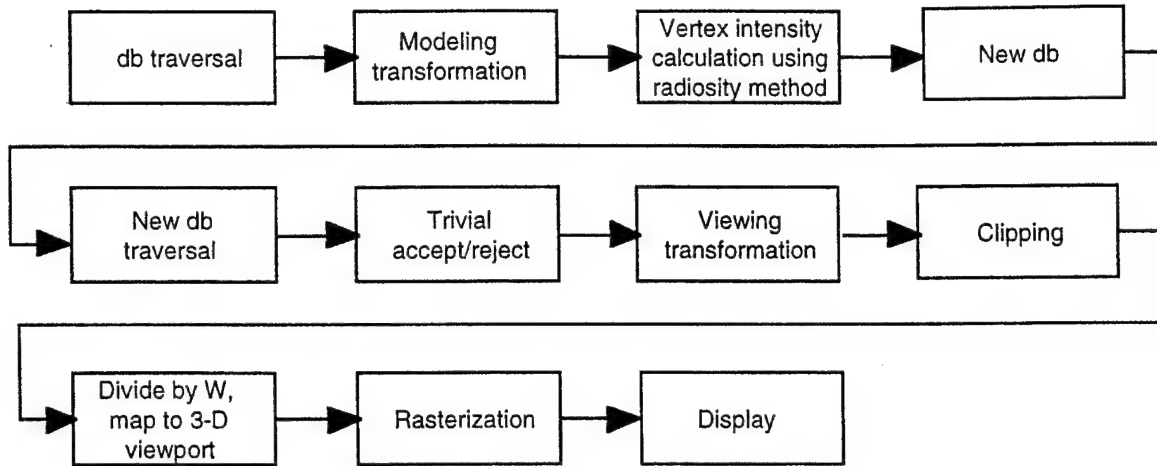 db traversal
Modeling
transformation
Vertex intensity
calculation using
radiosity method
New db
New db
traversal
Trivial
accept/reject
Viewing
transformation
Clipping
Divide by W,
map to 3-D
viewport
Rasterization
Display